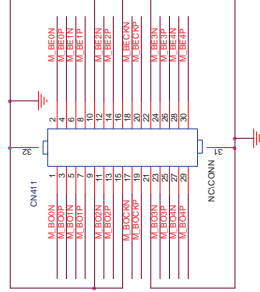 M_BE0N
M_BE0P
M_BE1N
M_BE1P
M_BE2N
M_BE2P
M_BECKN
M_BECKP
M_BE3N
M_BE3P
M_BE4N
M_BE4P
2
4
6
8
10
12
14
16
18
20
22
24
26
28
30
32
31
CN411
NC\CONN
1
3
5
7
9
11
13
15
17
19
21
23
25
27
29
M_BO0N
M_BO0P
M_BO1N
M_BO1P
M_BO2N
M_BO2P
M_BOCKN
M_BOCKP
M_BO3N
M_BO3P
M_BO4N
M_BO4P